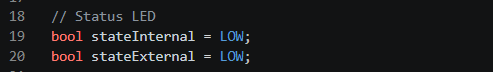 18 // Status LED
19 bool stateInternal = LOW;
20 bool stateExternal = LOW;